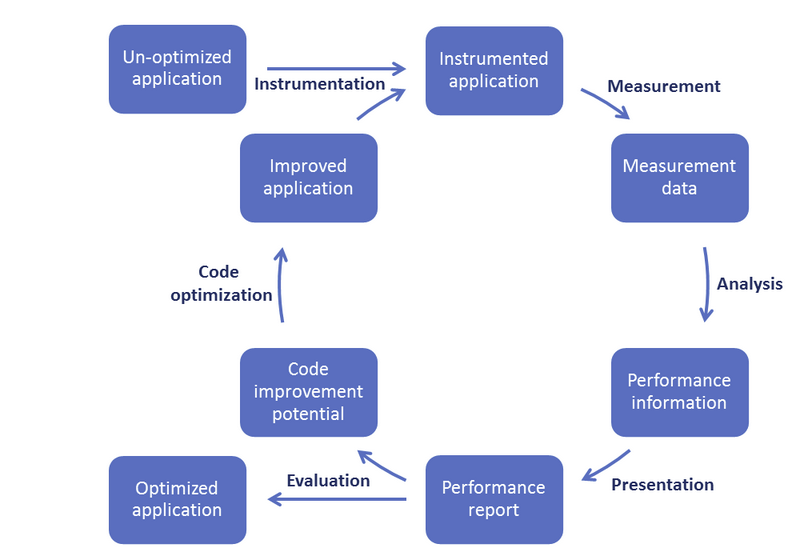 Un-optimized
application
Instrumentation
Instrumented
application
Measurement
Improved
application
Measurement
data
Code
optimization
Analysis
Code
improvement
potential
Performance
information
Evaluation
Presentation
Optimized
application
Performance
report